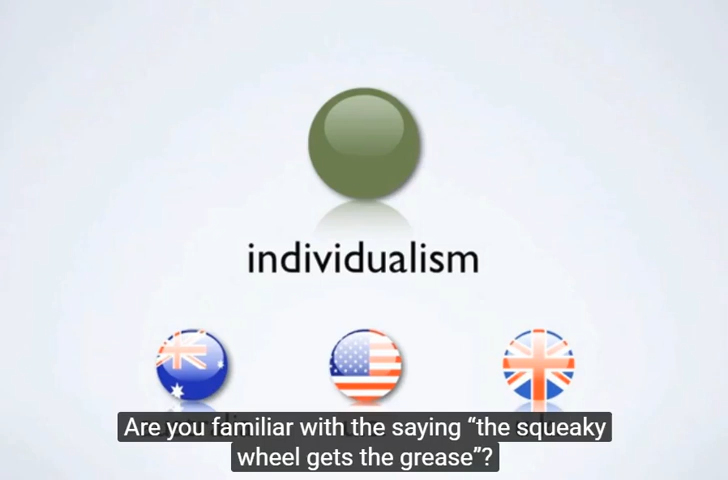 individualism
Are you familiar with the saying “the squeaky
wheel gets the grease”?